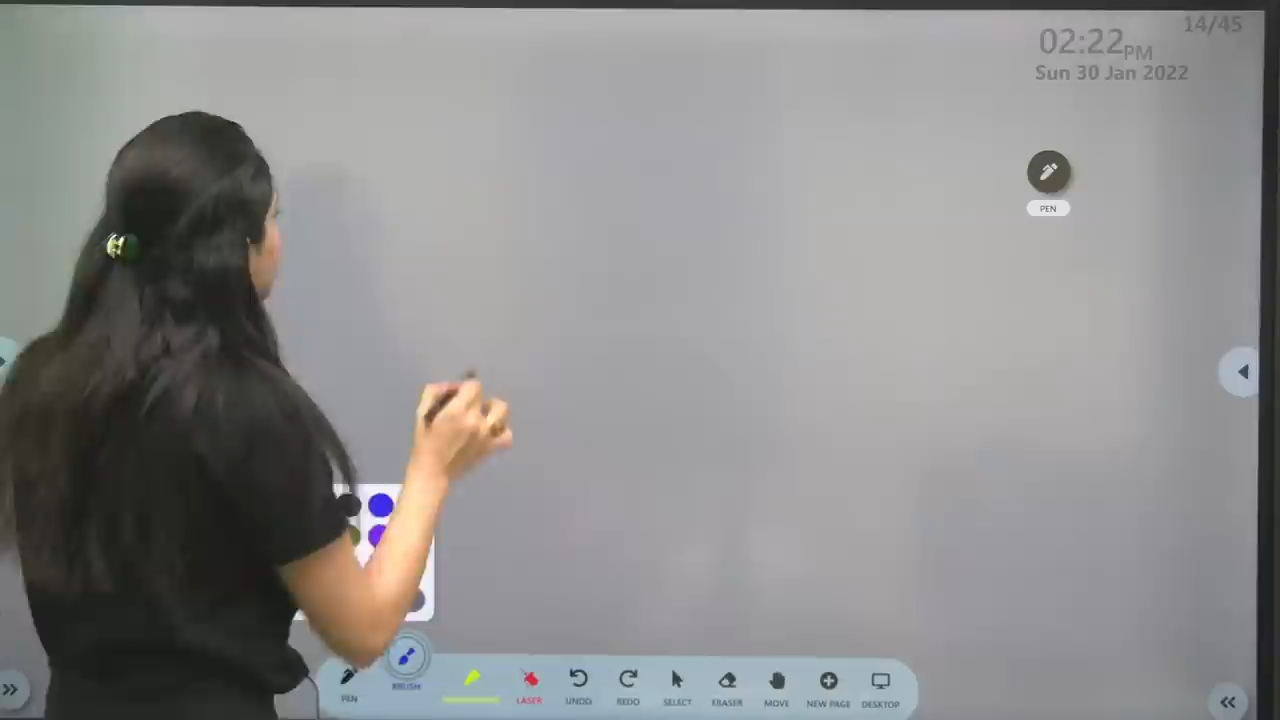 14/45
02:22PM
Sun 30 Jan 2022
PEN
PEN
BRUSH
LASER
UNDO
REDO
SELECT
ERASER
MOVE
NEW PAGE
DESKTOP